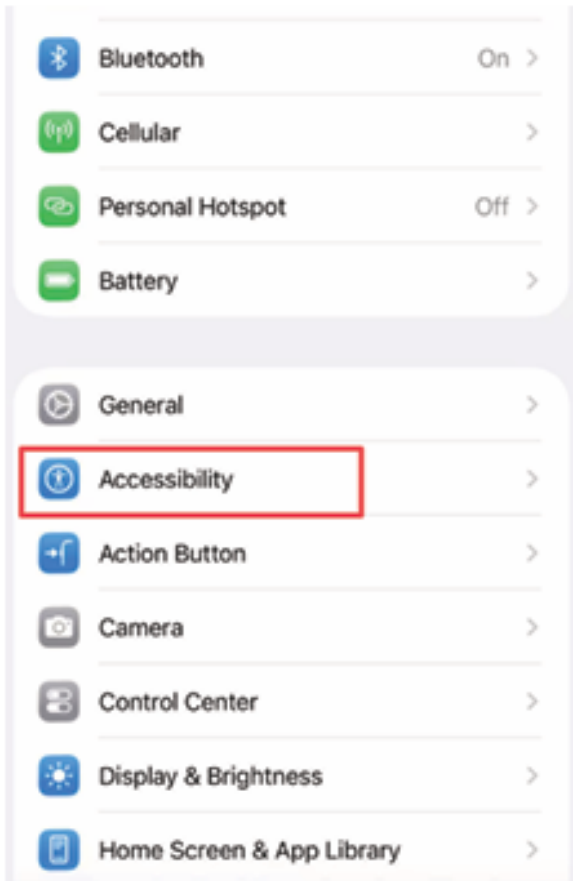 Bluetooth On
Cellular
Personal Hotspot Off
Battery
General
Accessibility
Action Button
Camera
Control Center
Display & Brightness
Home Screen & App Library